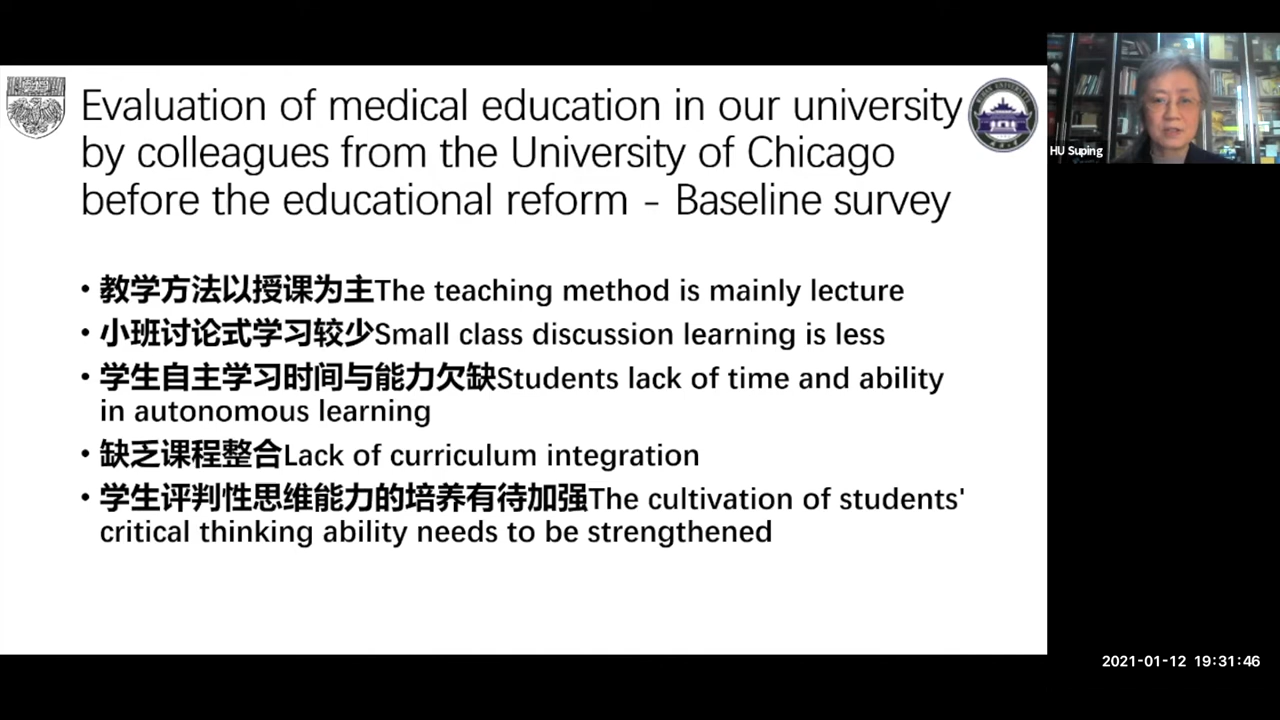 Evaluation of medical education in our university
by colleagues from the University of Chicago
before the educational reform – Baseline survey
• 教学方法以授课为主The teaching method is mainly lecture
• 小班讨论式学习较少Small class discussion learning is less
• 学生自主学习时间与能力欠缺Students lack of time and ability
in autonomous learning
• 缺乏课程整合Lack of curriculum integration
• 学生评判性思维能力的培养有待加强The cultivation of students'
critical thinking ability needs to be strengthened
HU Suping
2021-01-12 19:31:46